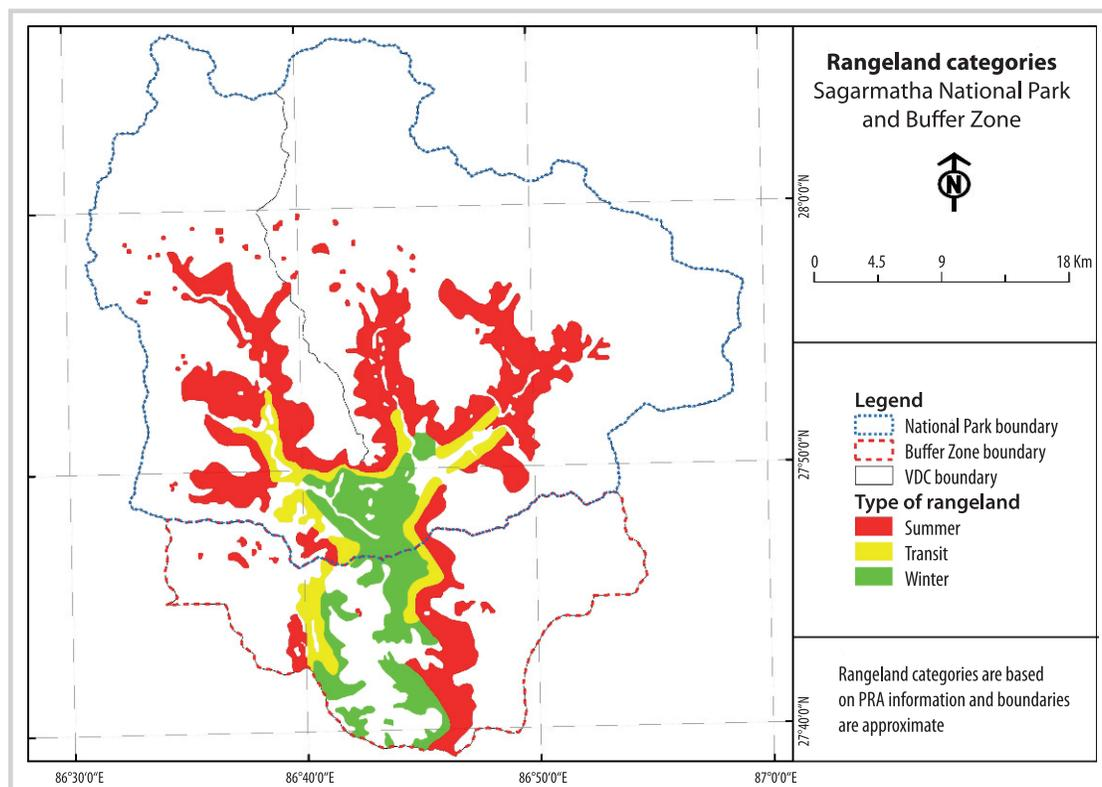 Rangeland categories
Sagarmatha National Park
and Buffer Zone
N
0 4.5 9 18 Km
Legend
National Park boundary
Buffer Zone boundary
VDC boundary
Type of rangeland
Summer
Transit
Winter
Rangeland categories are based
on PRA information and boundaries
are approximate
28°0'0"N
27°50'0"N
27°40'0"N
86°30'0"E 86°40'0"E 86°50'0"E 87°0'0"E